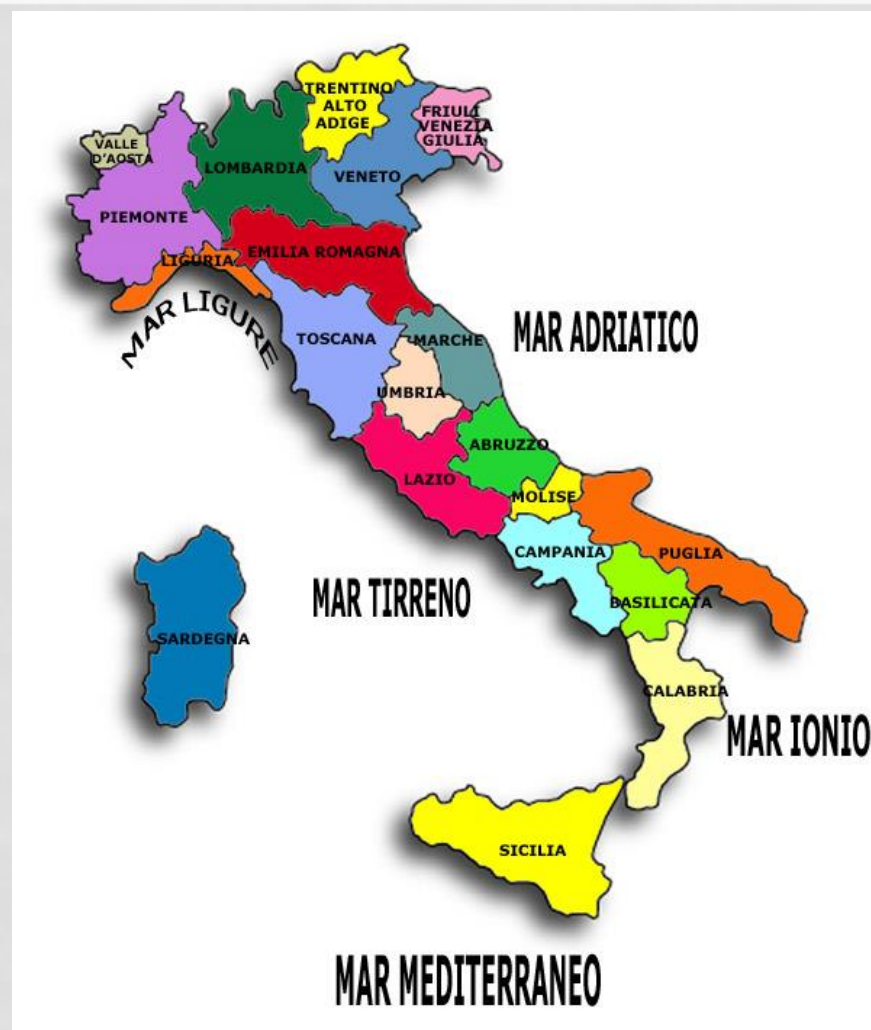 TRENTINO
ALTO
ADIGE
FRIULI
VENEZIA
GIULIA
VALLE
D'AOSTA
LOMBARDIA
VENETO
PIEMONTE
EMILIA ROMAGNA
LIGURIA
MAR LIGURE
TOSCANA
MARCHE
MAR ADRIATICO
UMBRIA
ABRUZZO
LAZIO
MOLISE
CAMPANIA
PUGLIA
MAR TIRRENO
BASILICATA
SARDEGNA
CALABRIA
MAR IONIO
SICILIA
MAR MEDITERRANEO